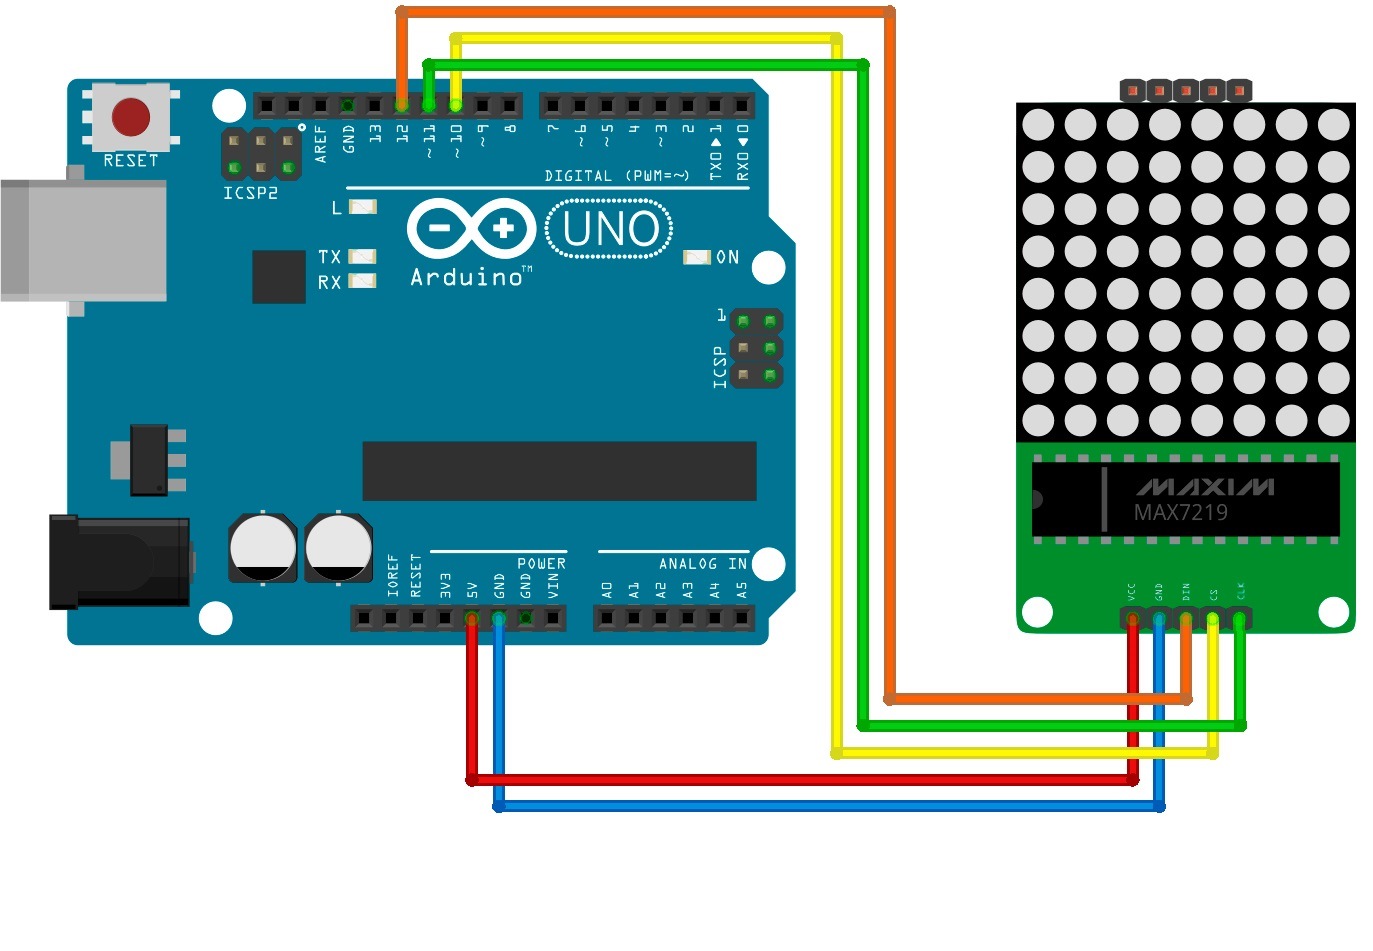 RESET
ICSP2
AREF
GND
13
12
~11
~10
~9
8
7
~6
~5
4
~3
2
TX0▶1
RX0◀0
DIGITAL (PWM=~)
L
TX
RX
Arduino™
UNO
ON
1
ICSP
MAXIM
MAX7219
POWER
ANALOG IN
IOREF
RESET
3V3
5V
GND
GND
VIN
A0
A1
A2
A3
A4
A5
VCC
GND
DIN
CS
CLK